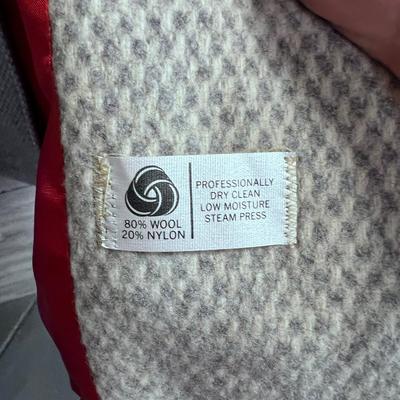 80% WOOL
20% NYLON
PROFESSIONALLY
DRY CLEAN
LOW MOISTURE
STEAM PRESS